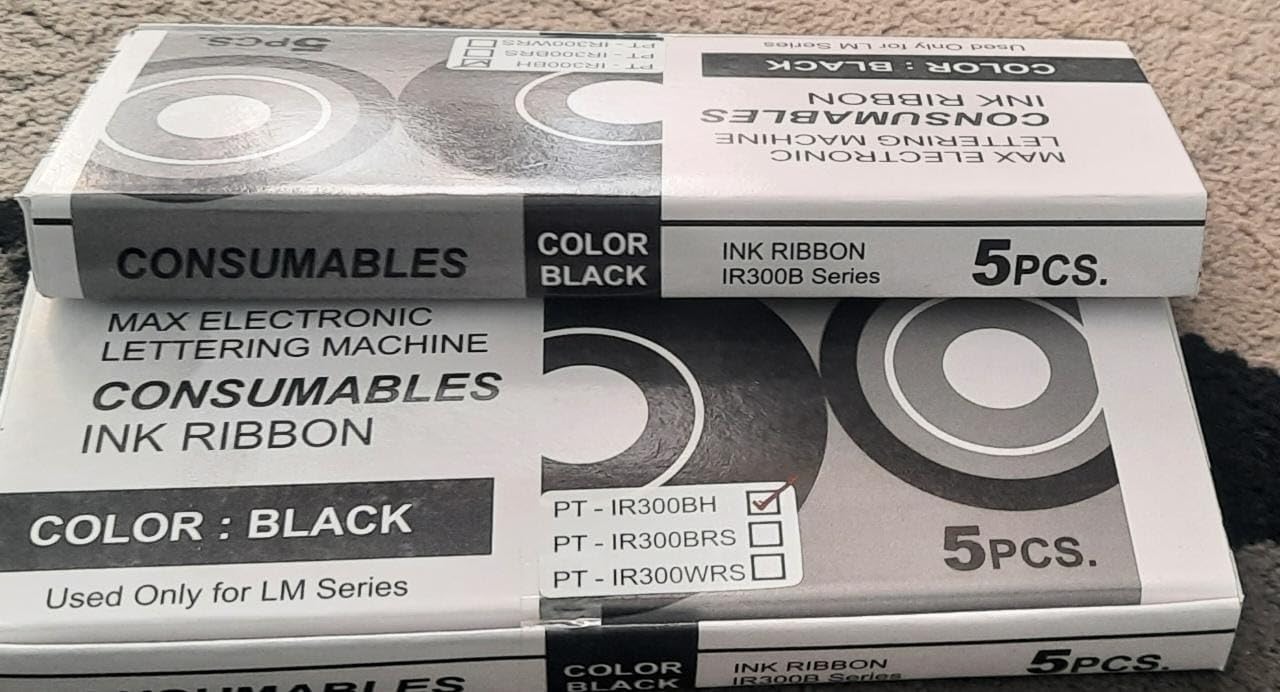 5PCS.
PT - IR300WRS
PT - IR300BRS
PT - IR300BH
Used Only for LM Series
COLOR : BLACK
INK RIBBON
CONSUMABLES
LETTERING MACHINE
MAX ELECTRONIC
CONSUMABLES
COLOR
BLACK
INK RIBBON
IR300B Series
5PCS.
MAX ELECTRONIC
LETTERING MACHINE
CONSUMABLES
INK RIBBON
COLOR : BLACK
Used Only for LM Series
PT - IR300BH
PT - IR300BRS
PT - IR300WRS
5PCS.
CONSUMABLES
COLOR
BLACK
INK RIBBON
IR300B Series
5PCS.